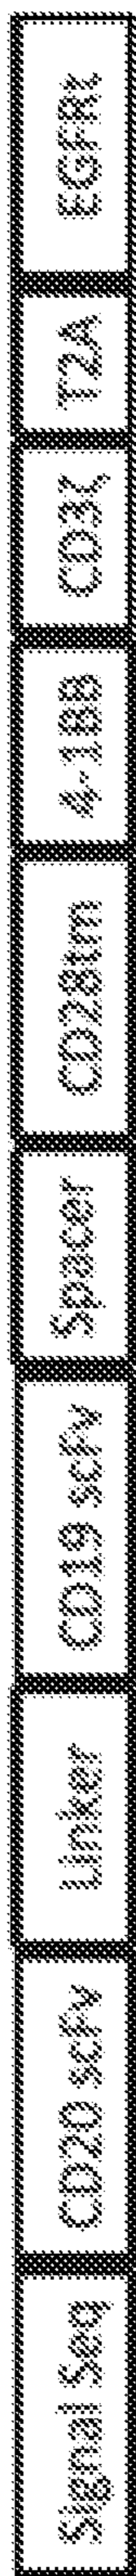 Signal Seq
CD20 scFv
Linker
CD19 scFv
Spacer
CD28tm
4-1BB
CD3ζ
T2A
EGFRt